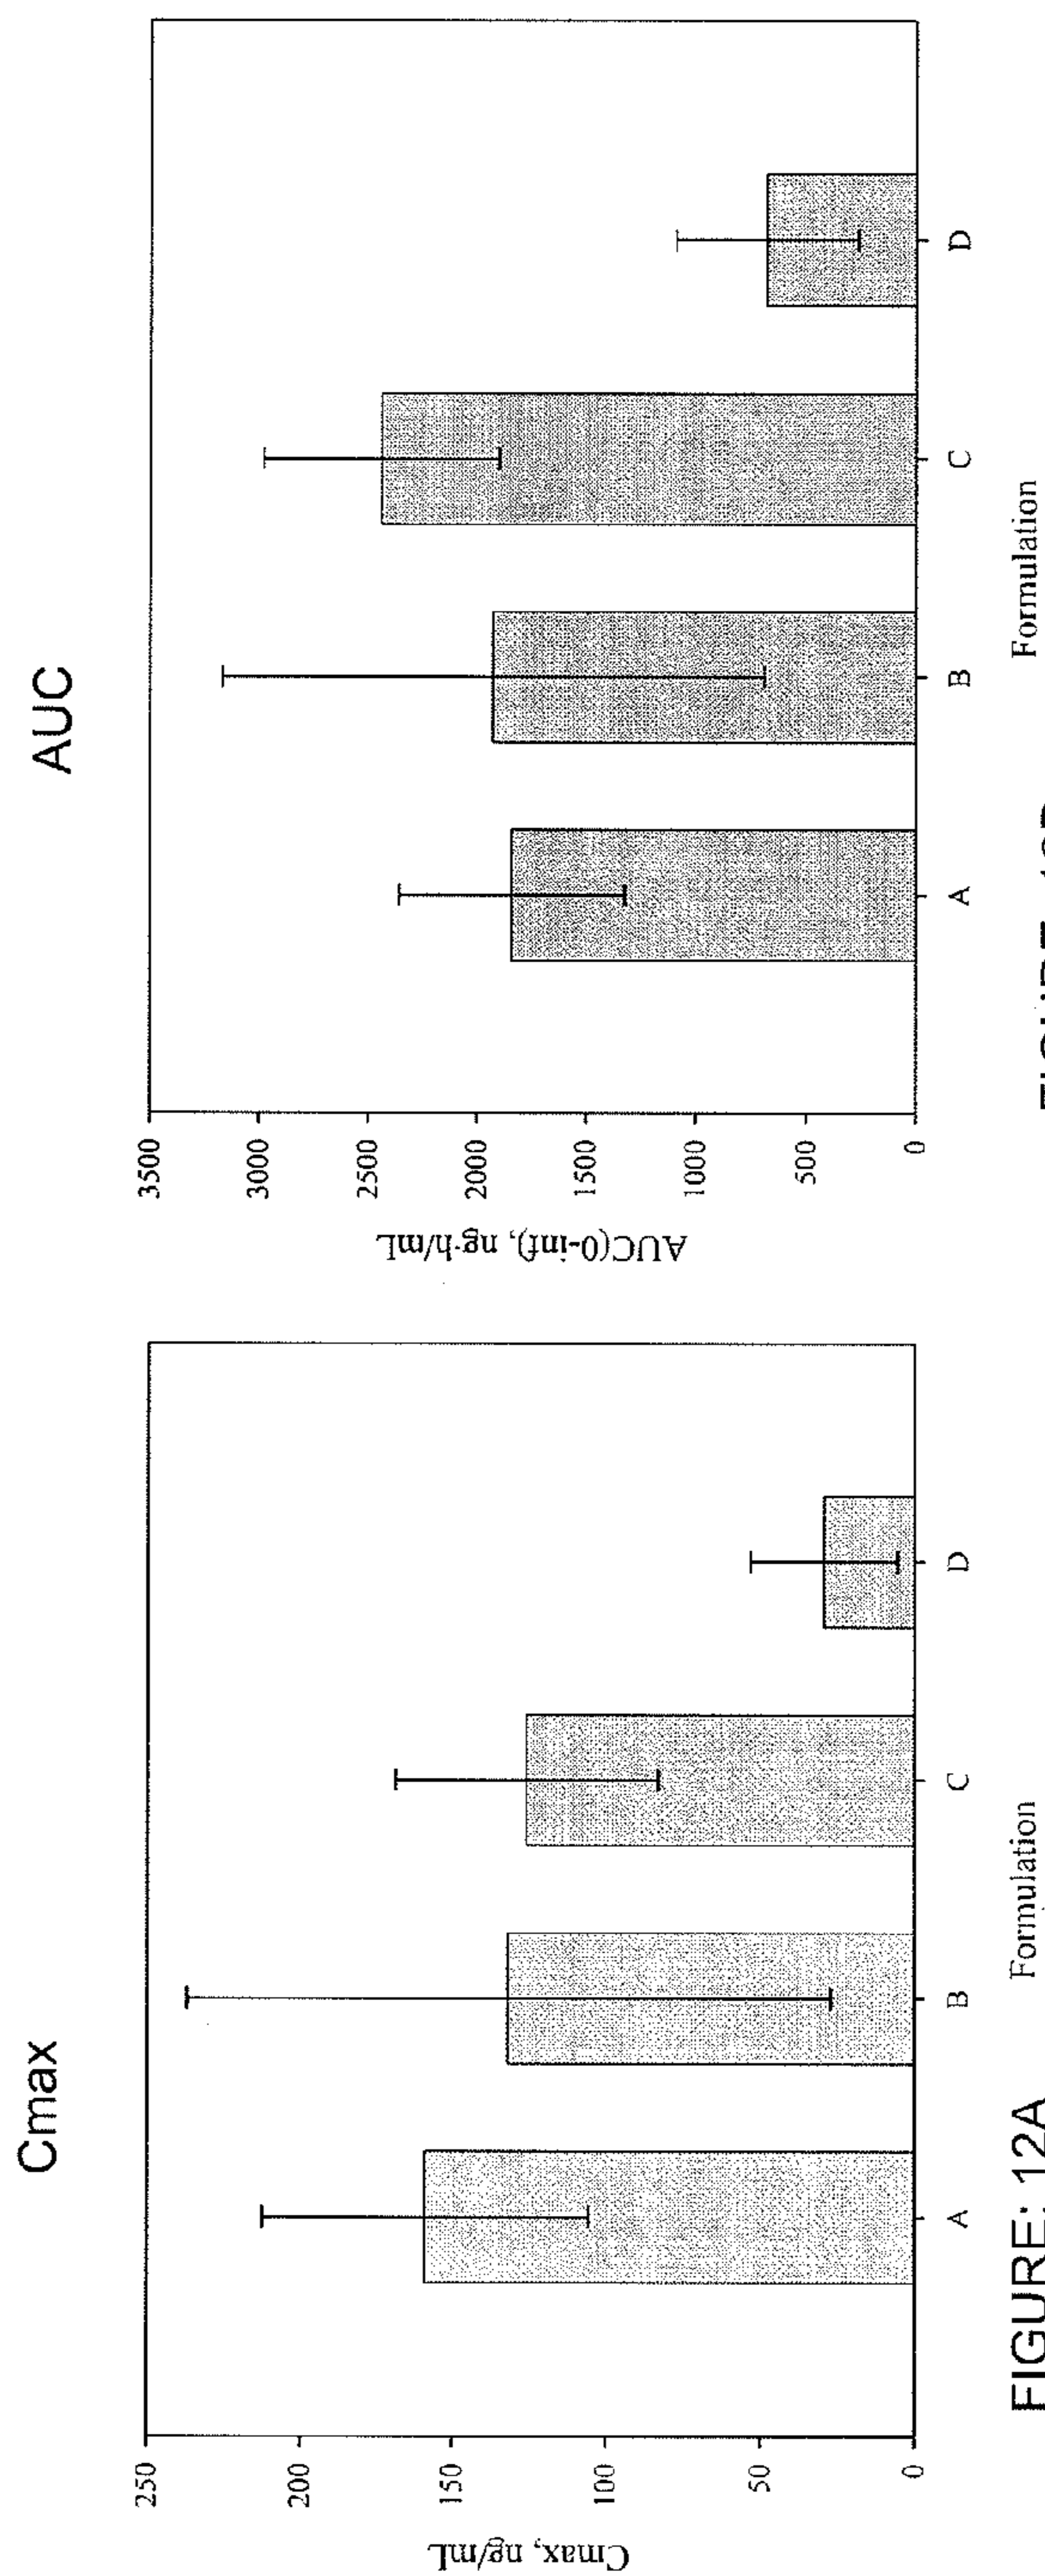 Cmax
Cmax, ng/mL
250
200
150
100
50
0
A
B
C
D
Formulation
FIGURE: 12A
AUC
AUC(0-inf), ng·h/mL
3500
3000
2500
2000
1500
1000
500
0
A
B
C
D
Formulation